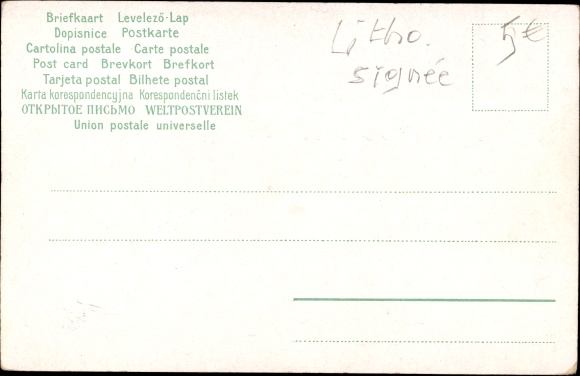 Briefkaart Levelező-Lap
Dopisnice Postkarte
Cartolina postale - Carte postale
Post card Brevkort Brefkort
Tarjeta postal Bilhete postal
Karta korespondencyjna Korespondenční listek
ОТКРЫТОЕ ПИСЬМО WELTPOSTVEREIN
Union postale universelle
Litho.
signée
5€